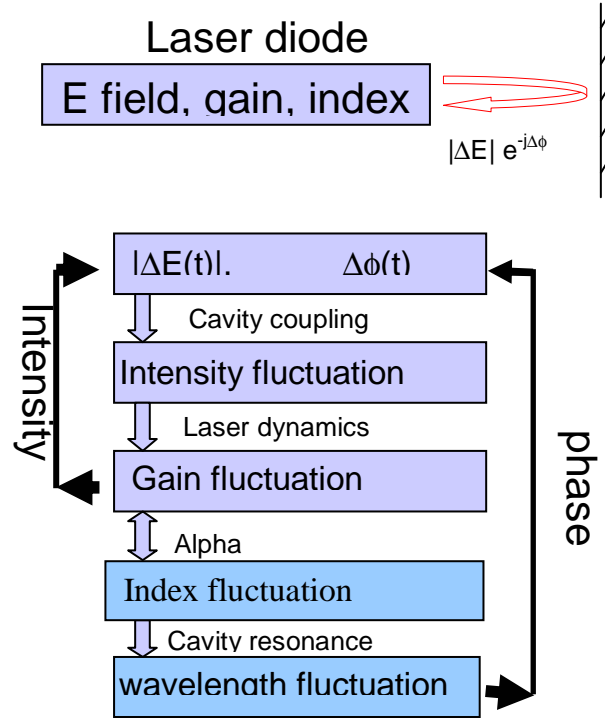 Laser diode
E field, gain, index
|ΔE| e^-jΔϕ
|ΔE(t)|. Δϕ(t)
Cavity coupling
Intensity fluctuation
Laser dynamics
Gain fluctuation
Alpha
Index fluctuation
Cavity resonance
wavelength fluctuation
Intensity
phase